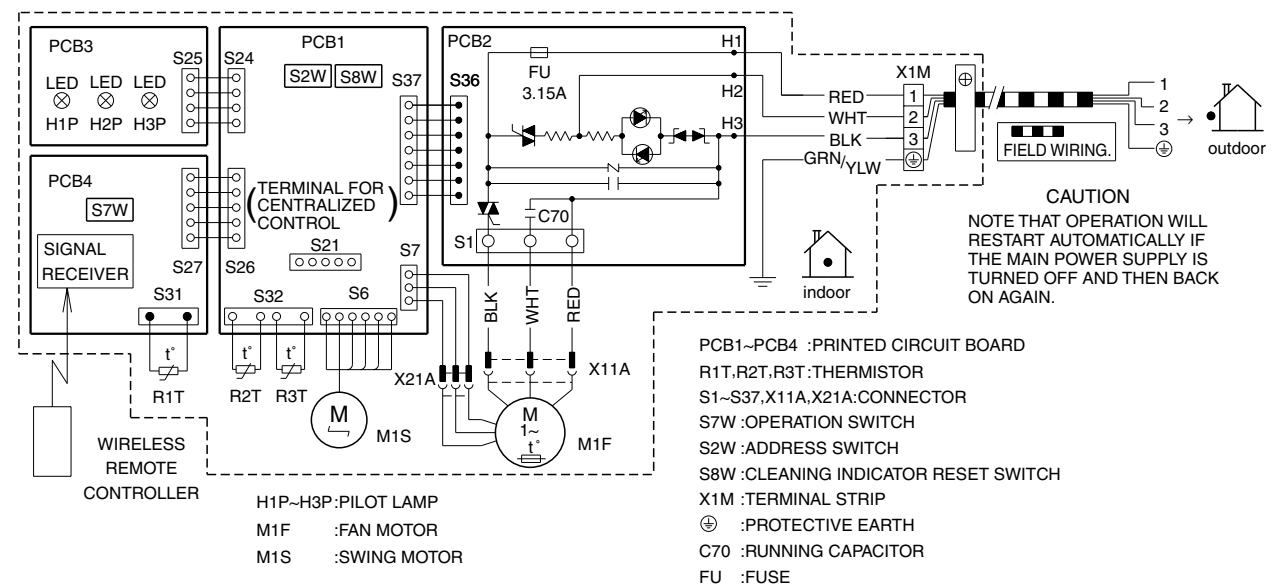 PCB3
LED LED LED
H1P H2P H3P
S25
S24
PCB1
S2W
S8W
S37
PCB2
S36
FU
3.15A
H1
H2
H3
X1M
1
2
3
RED
WHT
BLK
GRN/YLW
FIELD WIRING.
1
2
3
→
outdoor
PCB4
S7W
SIGNAL
RECEIVER
S27
S26
S31
(TERMINAL FOR
CENTRALIZED
CONTROL)
S21
S7
S32
S6
S1
C70
BLK
WHT
RED
indoor
t°
R1T
t°
R2T
t°
R3T
M
M1S
X21A
X11A
M
1~
t°
M1F
WIRELESS
REMOTE
CONTROLLER
CAUTION
NOTE THAT OPERATION WILL
RESTART AUTOMATICALLY IF
THE MAIN POWER SUPPLY IS
TURNED OFF AND THEN BACK
ON AGAIN.
H1P~H3P:PILOT LAMP
M1F :FAN MOTOR
M1S :SWING MOTOR
PCB1~PCB4 :PRINTED CIRCUIT BOARD
R1T,R2T,R3T:THERMISTOR
S1~S37,X11A,X21A:CONNECTOR
S7W :OPERATION SWITCH
S2W :ADDRESS SWITCH
S8W :CLEANING INDICATOR RESET SWITCH
X1M :TERMINAL STRIP
:PROTECTIVE EARTH
C70 :RUNNING CAPACITOR
FU :FUSE